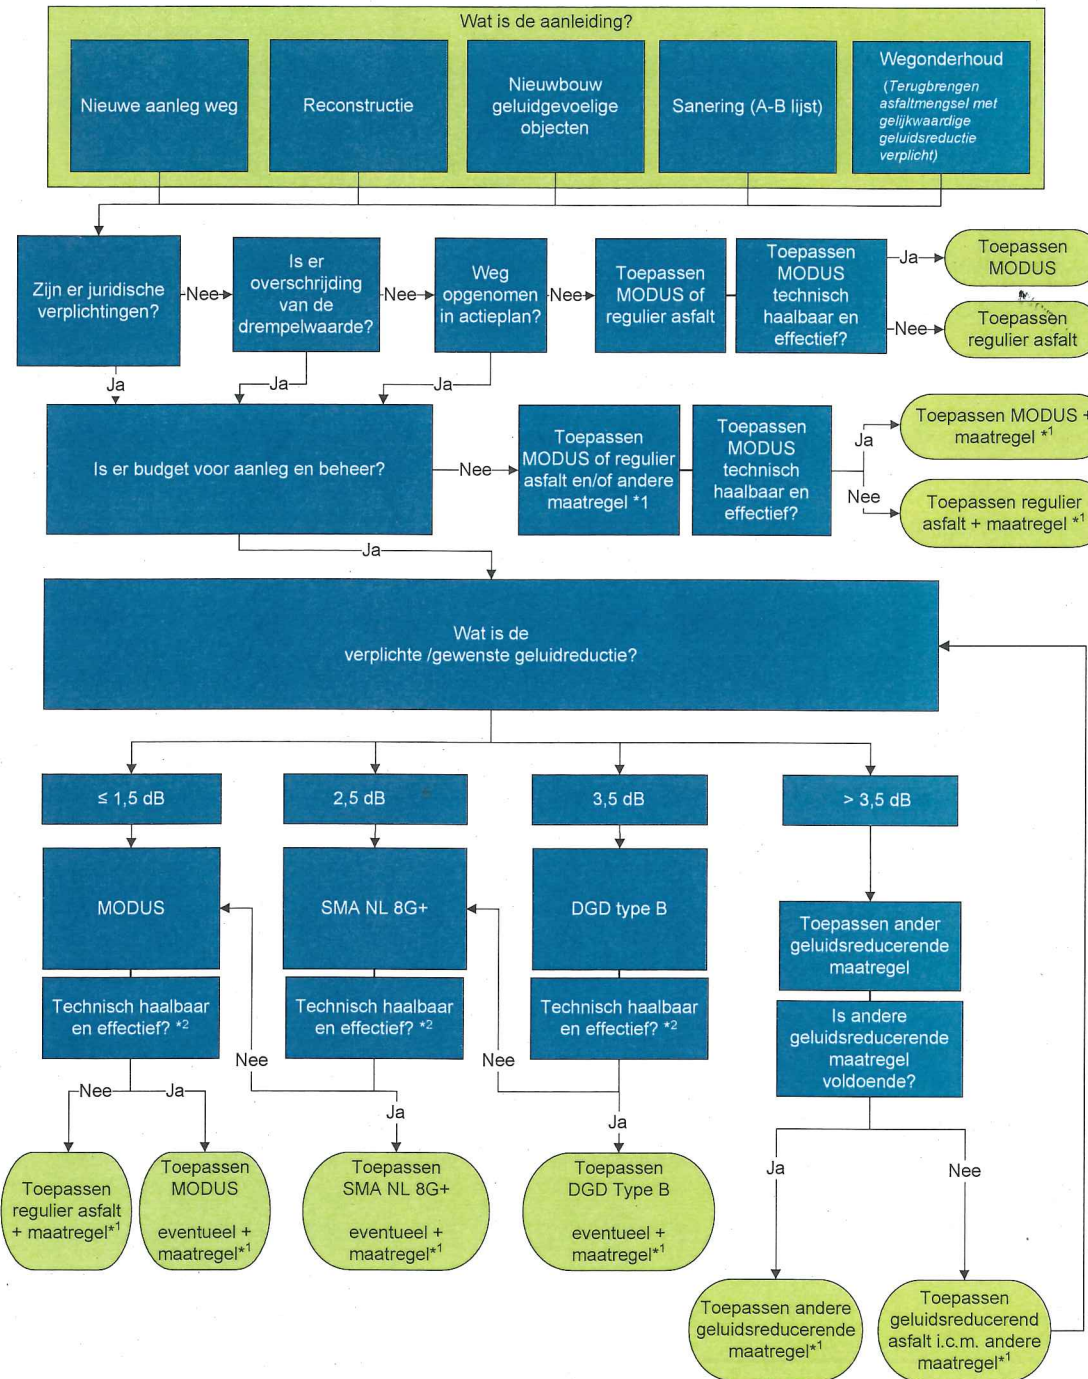 Wat is de aanleiding?
Nieuwe aanleg weg
Reconstructie
Nieuwbouw
geluidgevoelige
objecten
Sanering (A-B lijst)
Wegonderhoud
(Terugbrengen
asfaltmengsel met
gelijkwaardige
geluidsreductie
verplicht)
Zijn er juridische
verplichtingen?
Nee
Is er
overschrijding
van de
drempelwaarde?
Nee
Weg
opgenomen
in actieplan?
Nee
Toepassen
MODUS of
regulier asfalt
Toepassen
MODUS
technisch
haalbaar en
effectief?
Ja
Toepassen
MODUS
Nee
Toepassen
regulier asfalt
Ja
Ja
Ja
Is er budget voor aanleg en beheer?
Nee
Toepassen
MODUS of regulier
asfalt en/of andere
maatregel *1
Toepassen
MODUS
technisch
haalbaar en
effectief?
Ja
Toepassen MODUS +
maatregel *1
Nee
Toepassen regulier
asfalt + maatregel *1
Ja
Wat is de
verplichte /gewenste geluidreductie?
≤ 1,5 dB
2,5 dB
3,5 dB
> 3,5 dB
MODUS
SMA NL 8G+
DGD type B
Toepassen ander
geluidsreducerende
maatregel
Technisch haalbaar
en effectief? *2
Technisch haalbaar
en effectief? *2
Technisch haalbaar
en effectief? *2
Is andere
geluidsreducerende
maatregel
voldoende?
Nee
Nee
Nee
Ja
Ja
Ja
Ja
Nee
Toepassen
regulier asfalt
+ maatregel*1
Toepassen
MODUS
eventueel +
maatregel*1
Toepassen
SMA NL 8G+
eventueel +
maatregel*1
Toepassen
DGD Type B
eventueel +
maatregel*1
Toepassen andere
geluidsreducerende
maatregel*1
Toepassen
geluidsreducerend
asfalt i.c.m. andere
maatregel*1